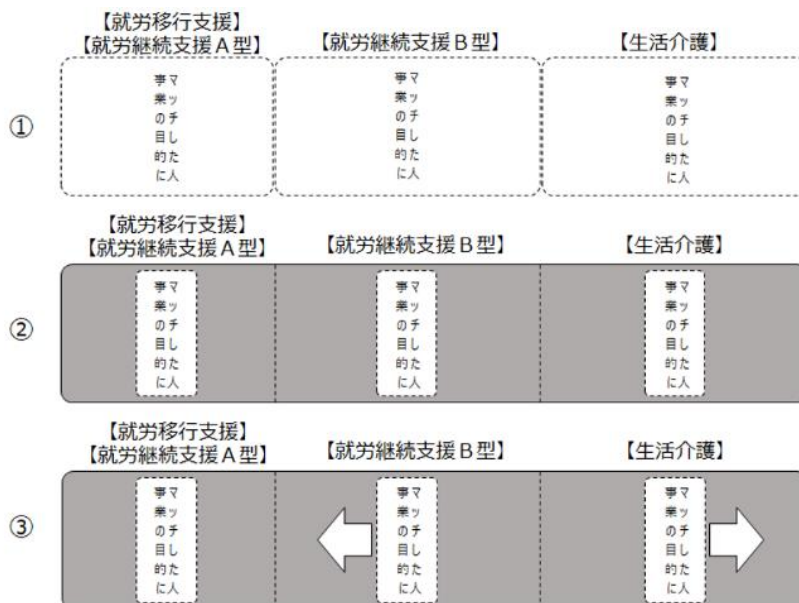 【就労移行支援】
【就労継続支援A型】
【就労継続支援B型】
【生活介護】
①
事業の目的に
マッチした人
事業の目的に
マッチした人
事業の目的に
マッチした人
【就労移行支援】
【就労継続支援A型】
【就労継続支援B型】
【生活介護】
②
事業の目的に
マッチした人
事業の目的に
マッチした人
事業の目的に
マッチした人
【就労移行支援】
【就労継続支援A型】
【就労継続支援B型】
【生活介護】
③
事業の目的に
マッチした人
事業の目的に
マッチした人
事業の目的に
マッチした人